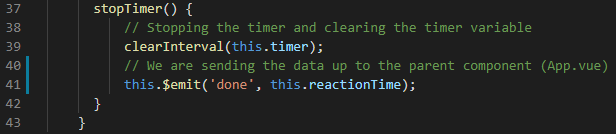 37 stopTimer() {
38 // Stopping the timer and clearing the timer variable
39 clearInterval(this.timer);
40 // We are sending the data up to the parent component (App.vue)
41 this.$emit('done', this.reactionTime);
42 }
43 }